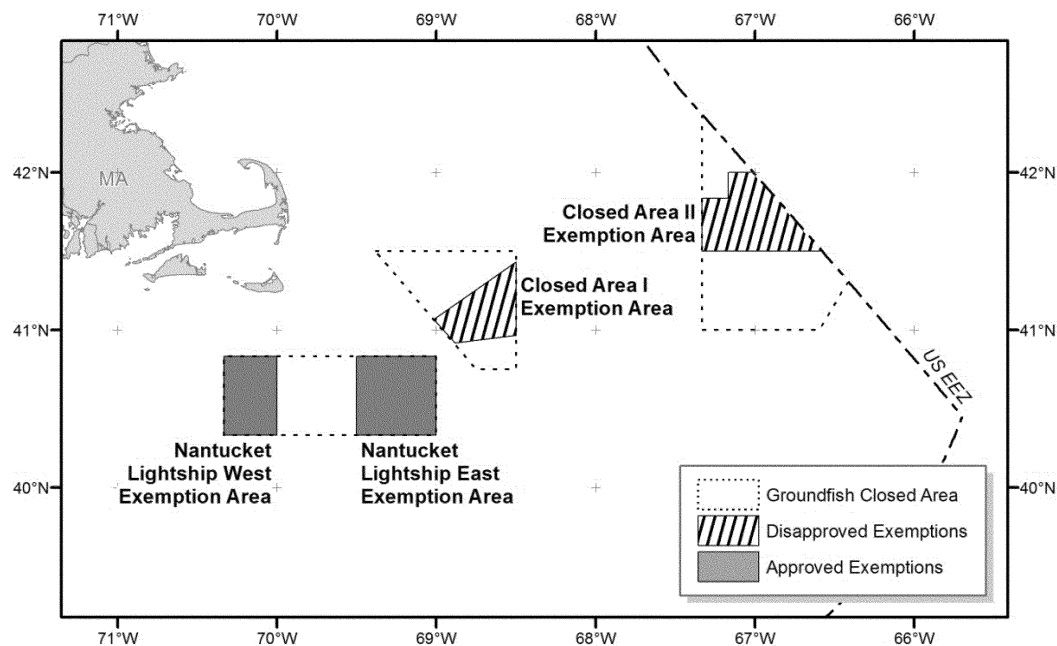 71°W 70°W 69°W 68°W 67°W 66°W
42°N 42°N
MA
Closed Area II
Exemption Area
Closed Area I
Exemption Area
41°N 41°N
US EEZ
Nantucket
Lightship West
Exemption Area
Nantucket
Lightship East
Exemption Area
40°N 40°N
Groundfish Closed Area
Disapproved Exemptions
Approved Exemptions
71°W 70°W 69°W 68°W 67°W 66°W